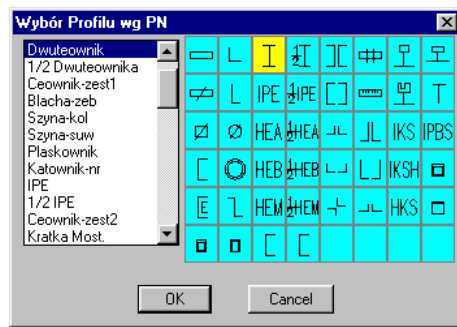 Wybór Profilu wg PN
Dwuteownik
1/2 Dwuteownika
Ceownik-zest1
Blacha-zeb
Szyna-kol
Szyna-suw
Płaskownik
Katownik-nr
IPE
1/2 IPE
Ceownik-zest2
Kratka Most.
1/2
IPE 1/2IPE
HEA 1/2HEA IKS IPBS
HEB 1/2HEB IKSH
E HEM 1/2HEM HKS
OK Cancel